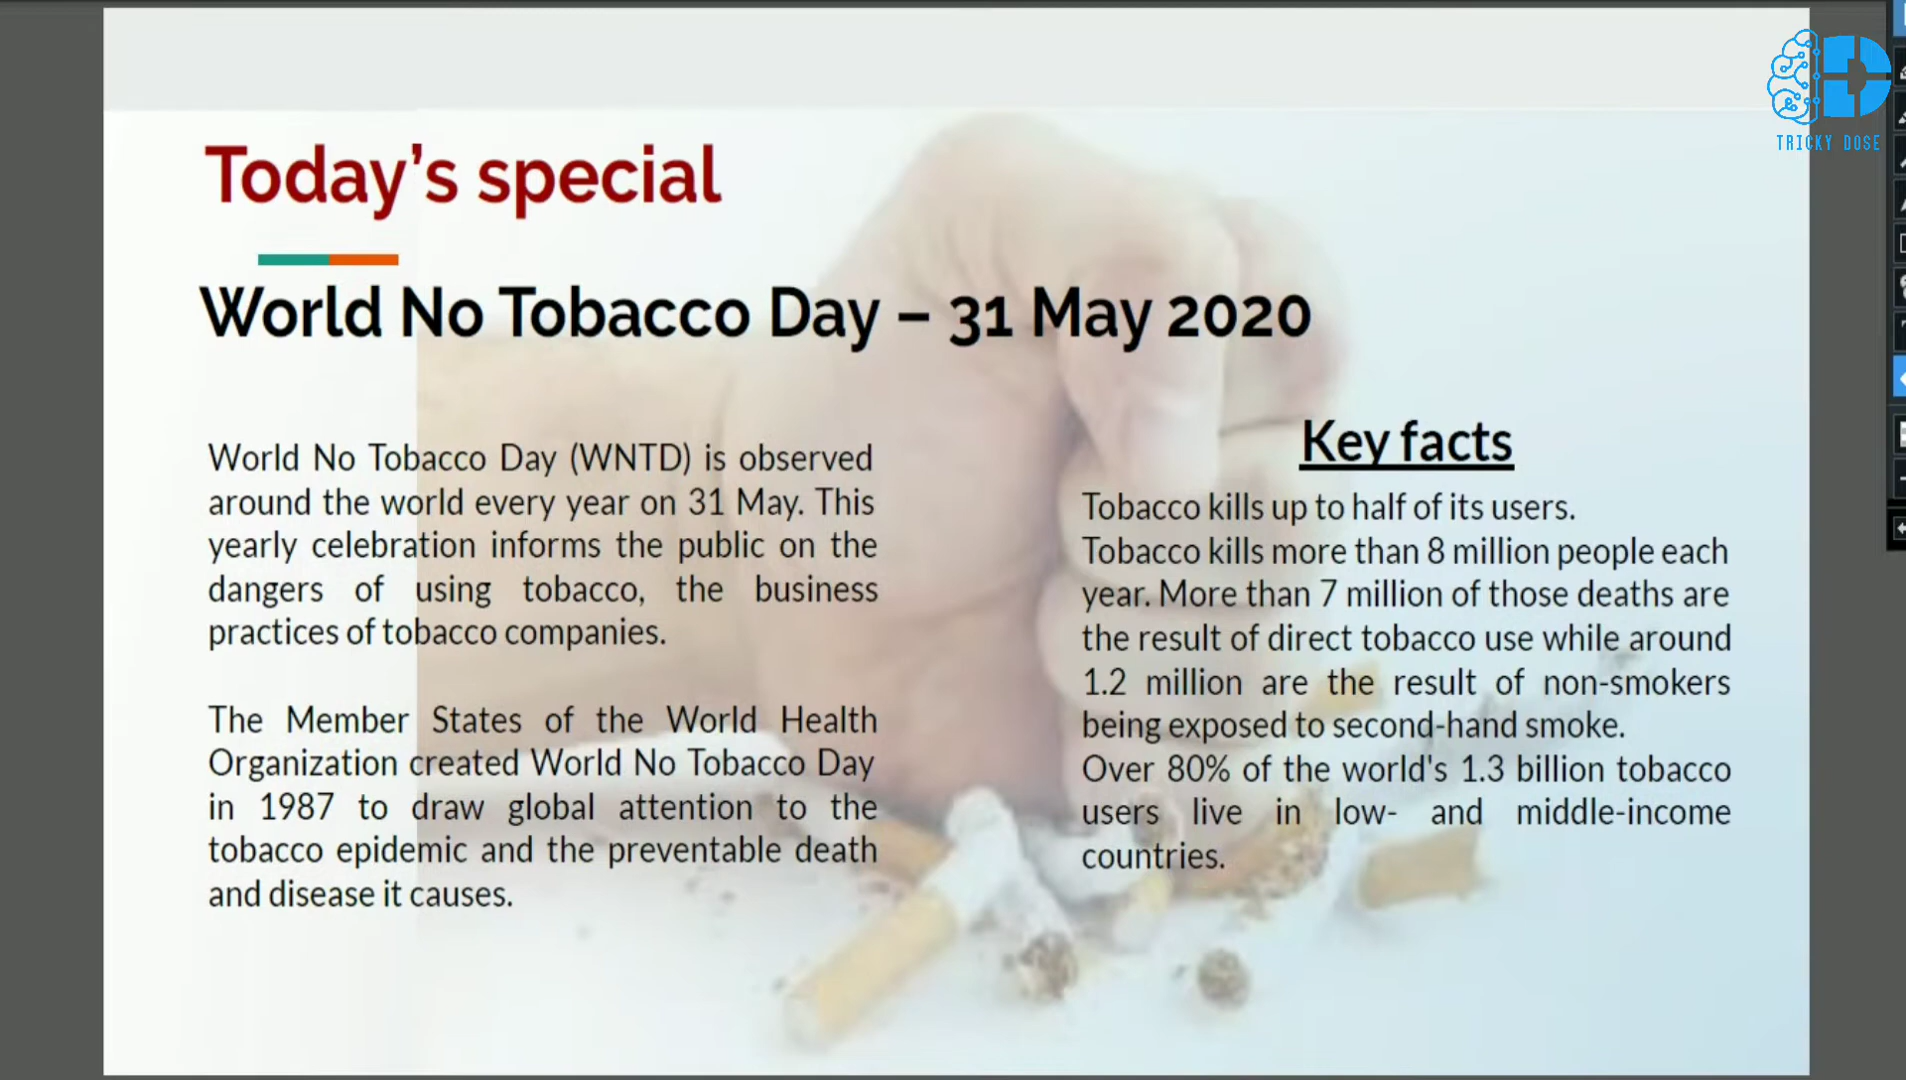 TRICKY DOSE
Today's special
World No Tobacco Day – 31 May 2020
World No Tobacco Day (WNTD) is observed
around the world every year on 31 May. This
yearly celebration informs the public on the
dangers of using tobacco, the business
practices of tobacco companies.
The Member States of the World Health
Organization created World No Tobacco Day
in 1987 to draw global attention to the
tobacco epidemic and the preventable death
and disease it causes.
Key facts
Tobacco kills up to half of its users.
Tobacco kills more than 8 million people each
year. More than 7 million of those deaths are
the result of direct tobacco use while around
1.2 million are the result of non-smokers
being exposed to second-hand smoke.
Over 80% of the world's 1.3 billion tobacco
users live in low- and middle-income
countries.